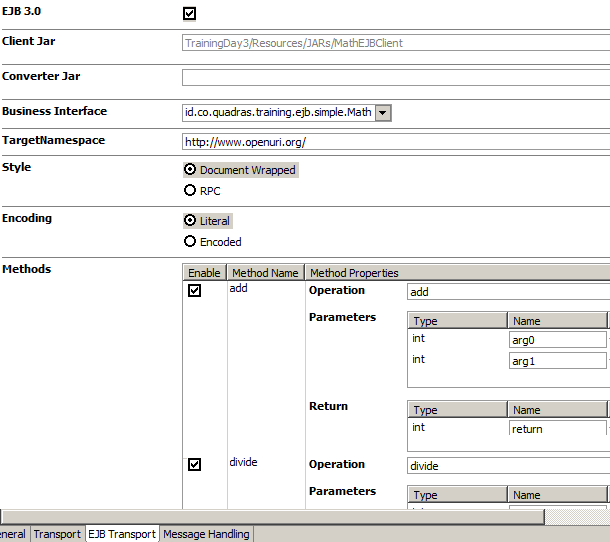 EJB 3.0
Client Jar TrainingDay3/Resources/JARs/MathEJBClient
Converter Jar
Business Interface id.co.quadras.training.ejb.simple.Math
TargetNamespace http://www.openuri.org/
Style Document Wrapped
RPC
Encoding Literal
Encoded
Methods Enable Method Name Method Properties
add Operation add
Parameters Type Name
int arg0
int arg1
Return Type Name
int return
divide Operation divide
Parameters Type Name
eneral Transport EJB Transport Message Handling